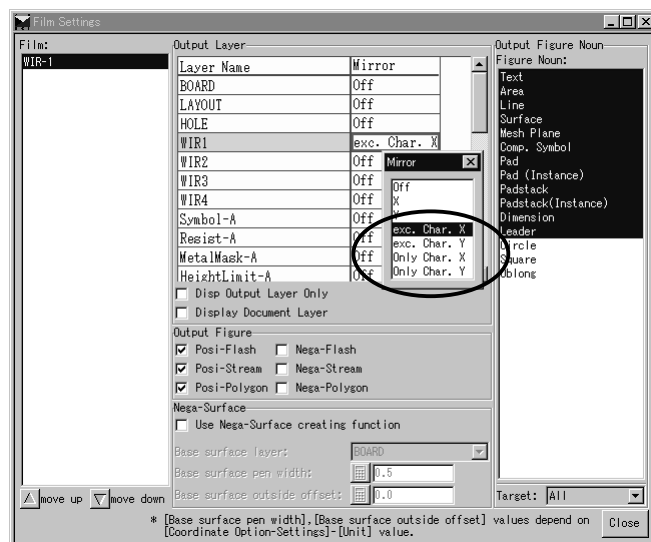 Film Settings
Film:
WIR-1
move up
move down
Output Layer
Layer Name Mirror
BOARD Off
LAYOUT Off
HOLE Off
WIR1 exc. Char. X
WIR2 Off
WIR3 Off
WIR4 Off
Symbol-A Off
Resist-A Off
MetalMask-A Off
HeightLimit-A Off
Mirror
Off
X
Y
exc. Char. X
exc. Char. Y
Only Char. X
Only Char. Y
Disp Output Layer Only
Display Document Layer
Output Figure
Posi-Flash Nega-Flash
Posi-Stream Nega-Stream
Posi-Polygon Nega-Polygon
Nega-Surface
Use Nega-Surface creating function
Base surface layer: BOARD
Base surface pen width: 0.5
Base surface outside offset: 0.0
Output Figure Noun
Figure Noun:
Text
Area
Line
Surface
Mesh Plane
Comp. Symbol
Pad
Pad (Instance)
Padstack
Padstack(Instance)
Dimension
Leader
Circle
Square
Oblong
Target: All
* [Base surface pen width],[Base surface outside offset] values depend on
[Coordinate Option-Settings]-[Unit] value.
Close